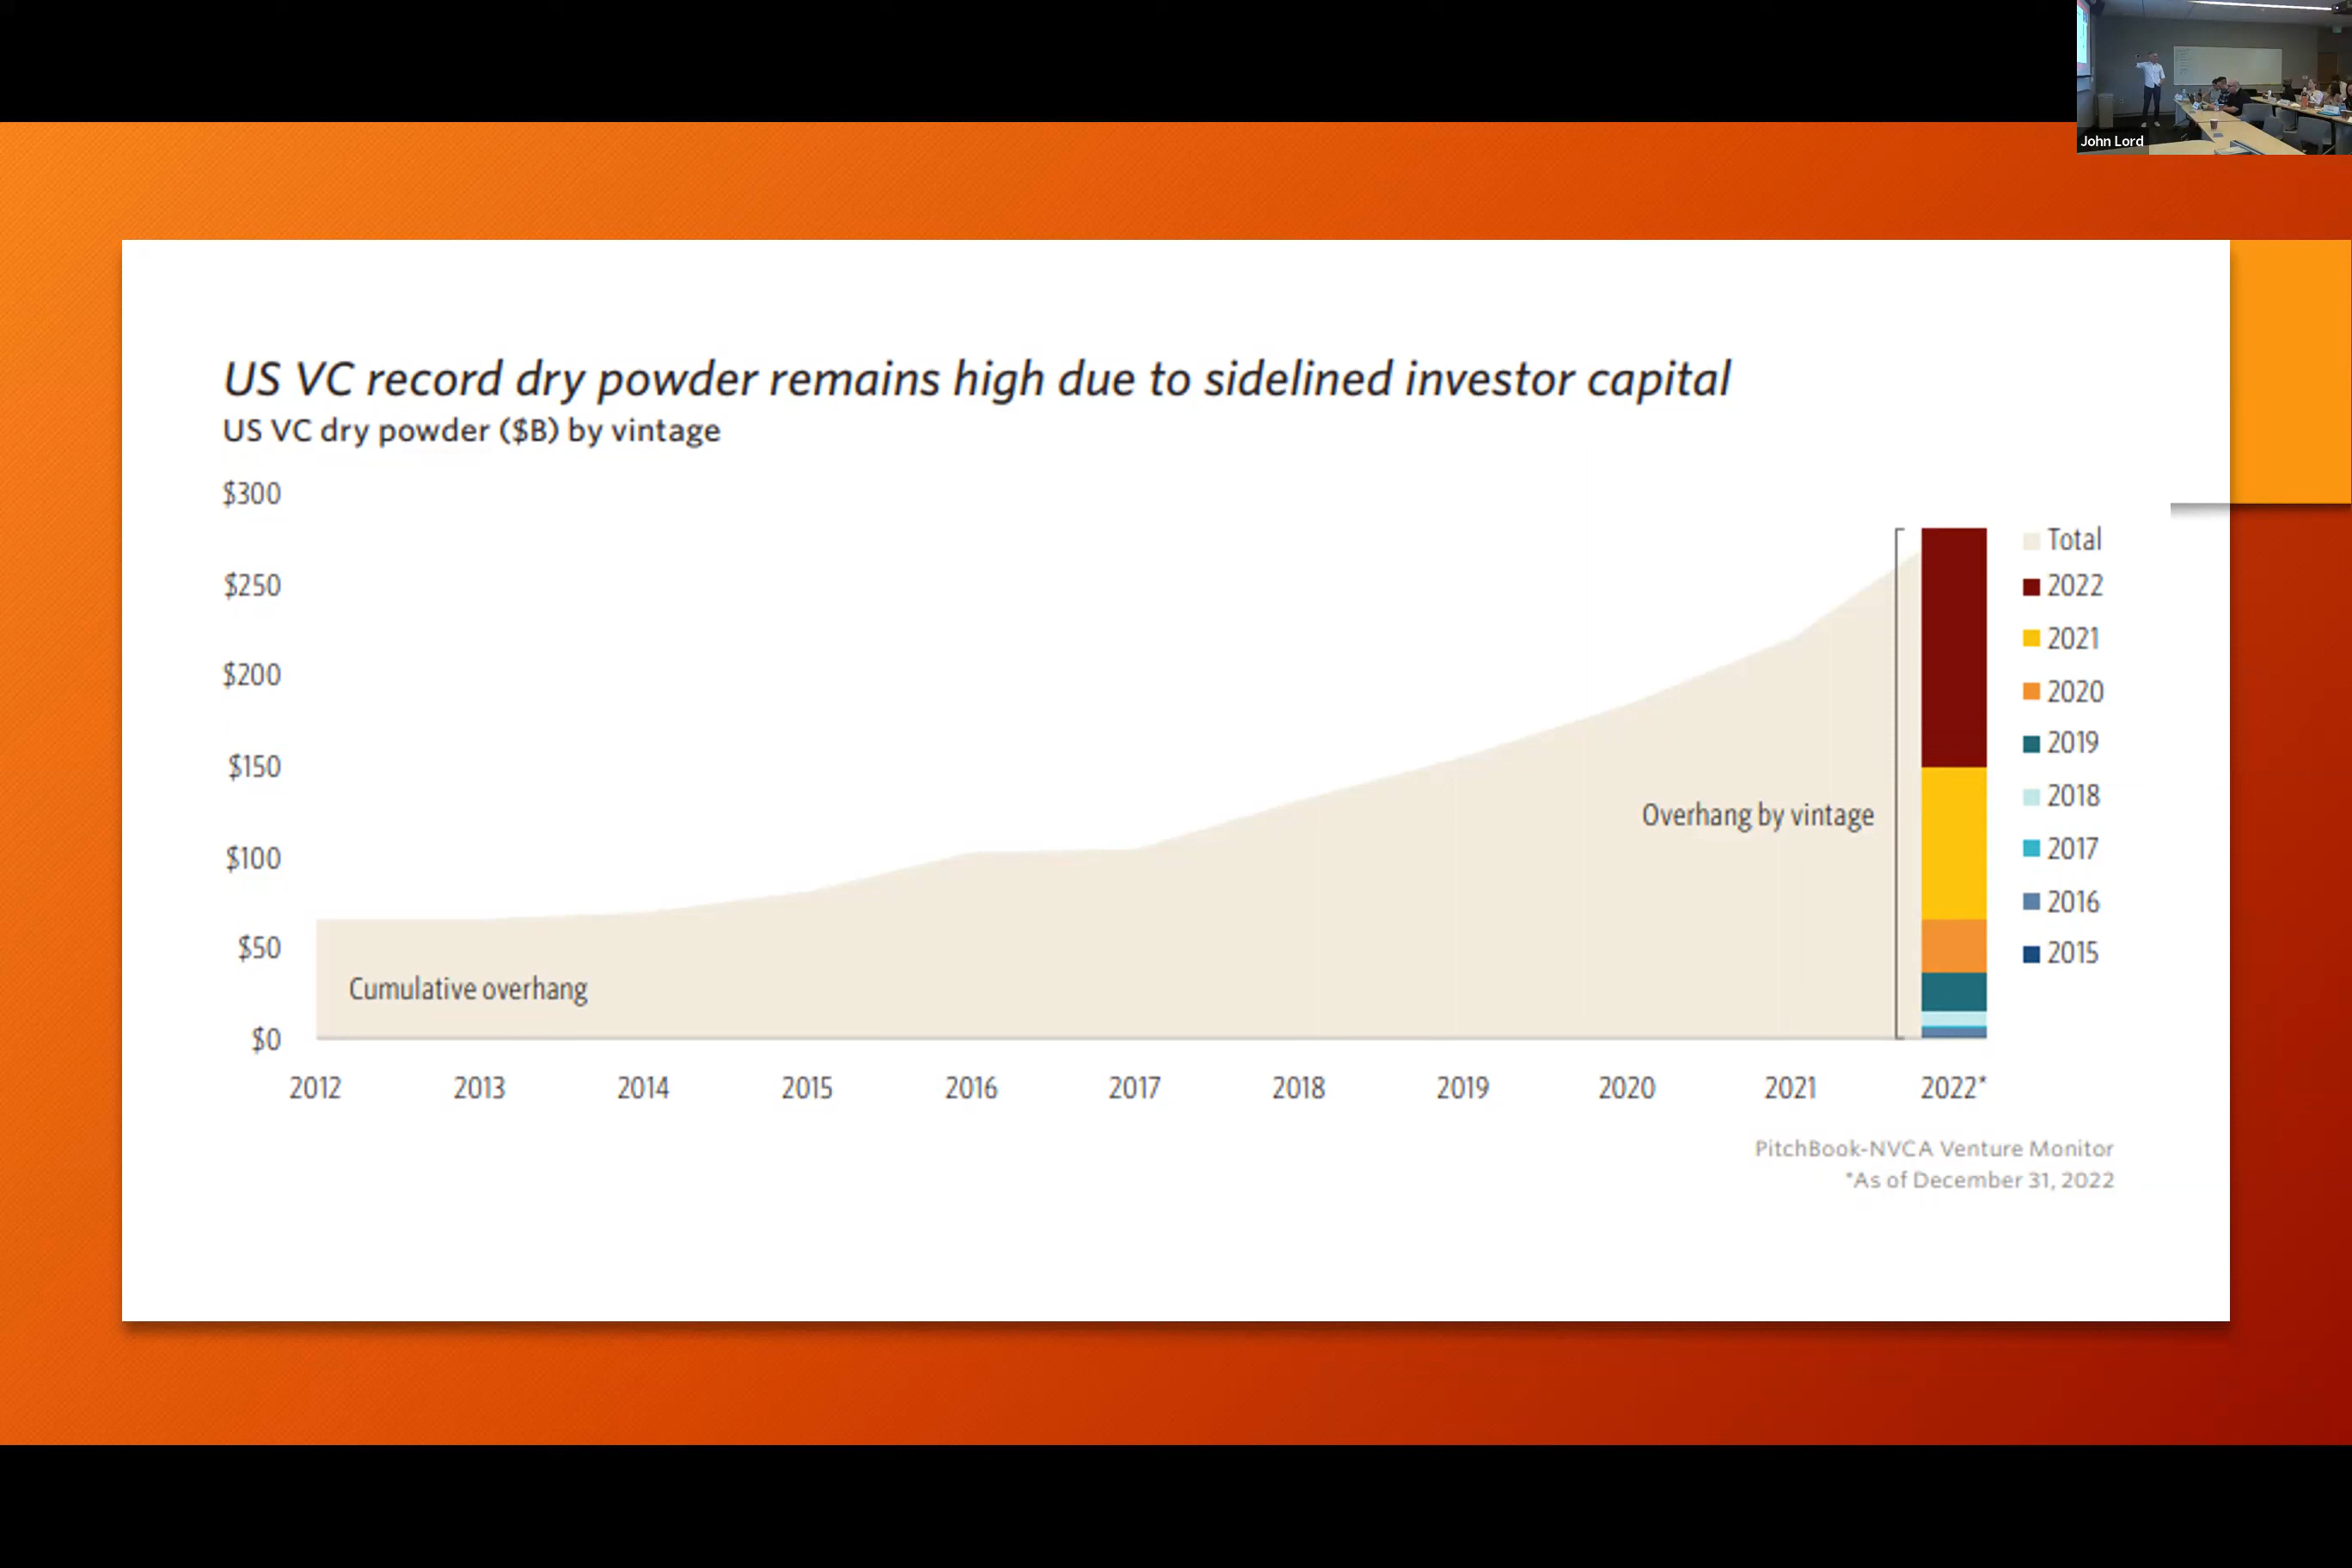 John Lord
US VC record dry powder remains high due to sidelined investor capital
US VC dry powder ($B) by vintage
$300
$250
$200
$150
$100
$50
$0
Cumulative overhang
Overhang by vintage
Total
2022
2021
2020
2019
2018
2017
2016
2015
2012 2013 2014 2015 2016 2017 2018 2019 2020 2021 2022*
PitchBook-NVCA Venture Monitor
*As of December 31, 2022